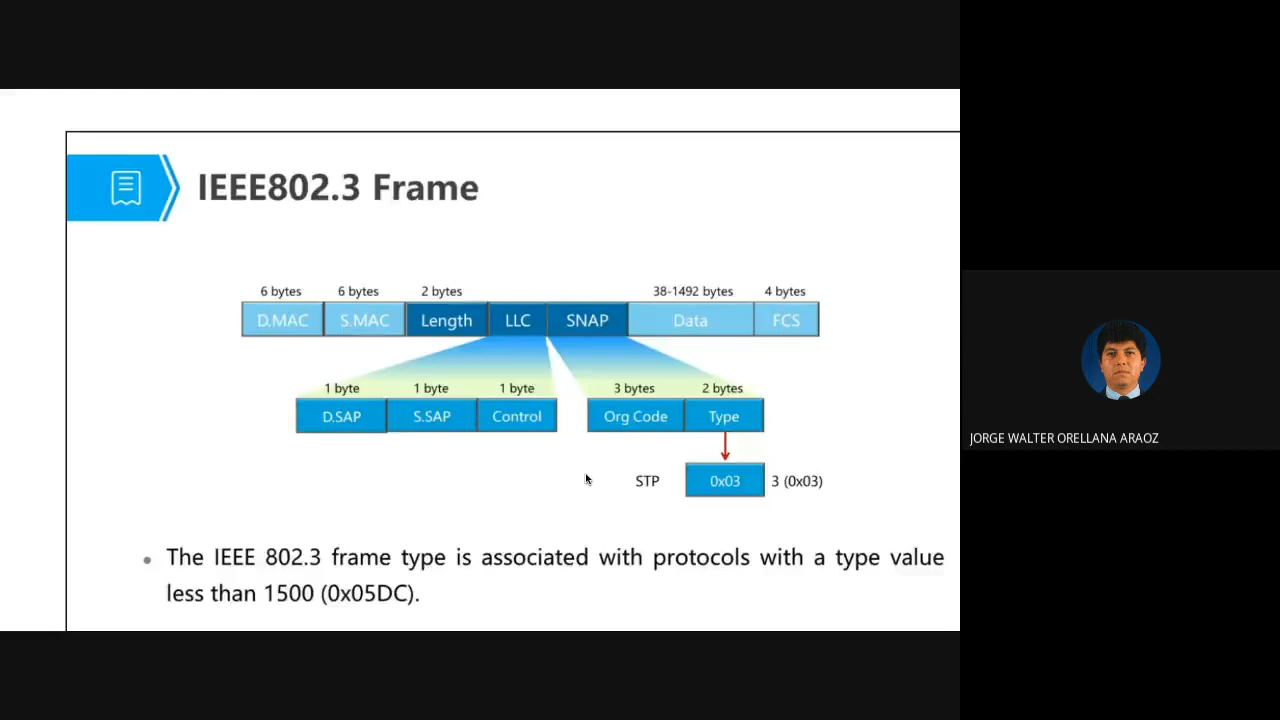 IEEE802.3 Frame
6 bytes 6 bytes 2 bytes 38-1492 bytes 4 bytes
D.MAC S.MAC Length LLC SNAP Data FCS
1 byte 1 byte 1 byte 3 bytes 2 bytes
D.SAP S.SAP Control Org Code Type
STP 0x03 3 (0x03)
• The IEEE 802.3 frame type is associated with protocols with a type value
less than 1500 (0x05DC).
JORGE WALTER ORELLANA ARAOZ